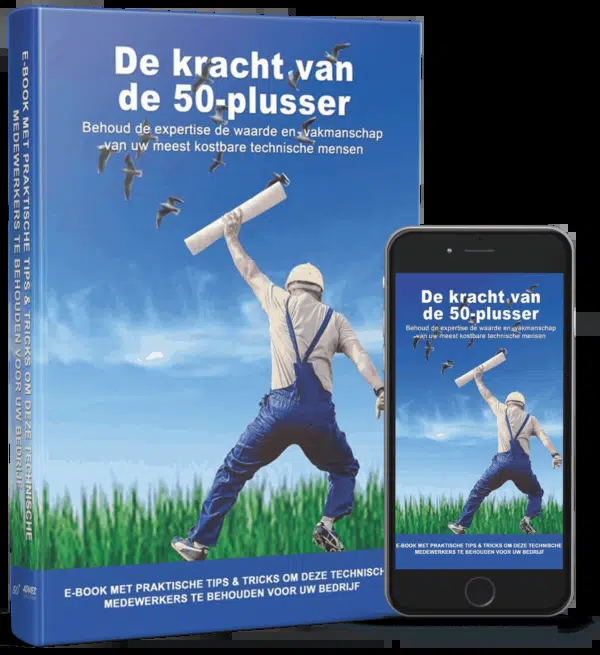 De kracht van
de 50-plusser
Behoud de expertise de waarde en vakmanschap
van uw meest kostbare technische mensen
E-BOOK MET PRAKTISCHE TIPS & TRICKS OM DEZE TECHNISCHE
MEDEWERKERS TE BEHOUDEN VOOR UW BEDRIJF
E-BOOK MET PRAKTISCHE TIPS & TRICKS OM DEZE TECHNISCH
MEDEWERKERS TE BEHOUDEN VOOR UW BEDRIJF
De kracht van
de 50-plusser
Behoud de expertise de waarde en vakmanschap
van uw meest kostbare technische mensen
E-BOOK MET PRAKTISCHE TIPS & TRICKS OM DEZE TECHNISCHE
MEDEWERKERS TE BEHOUDEN VOOR UW BEDRIJF